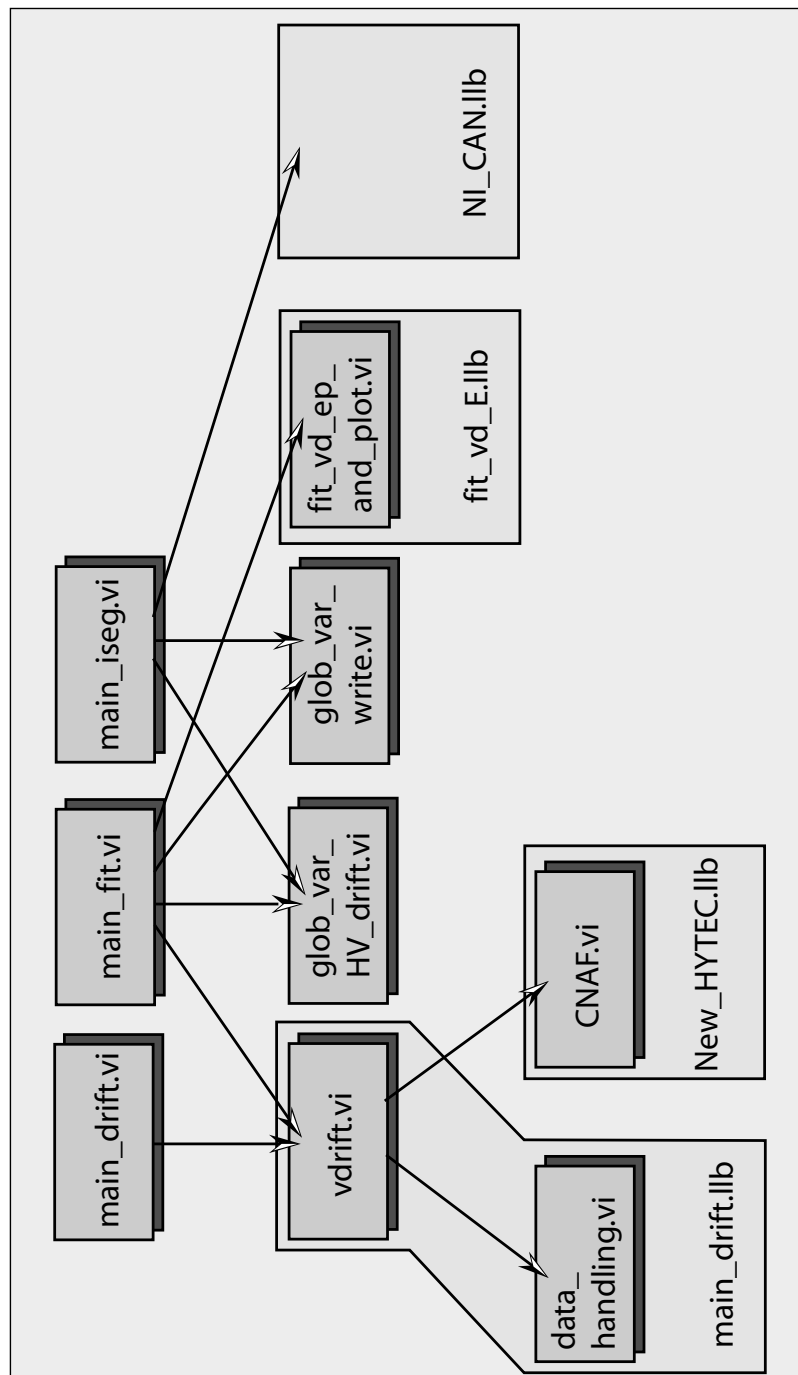 main_drift.vi
main_fit.vi
main_iseg.vi
vdrift.vi
glob_var_
HV_drift.vi
glob_var_
write.vi
fit_vd_ep_
and_plot.vi
fit_vd_E.llb
NI_CAN.llb
data_
handling.vi
main_drift.llb
CNAF.vi
New_HYTEC.llb